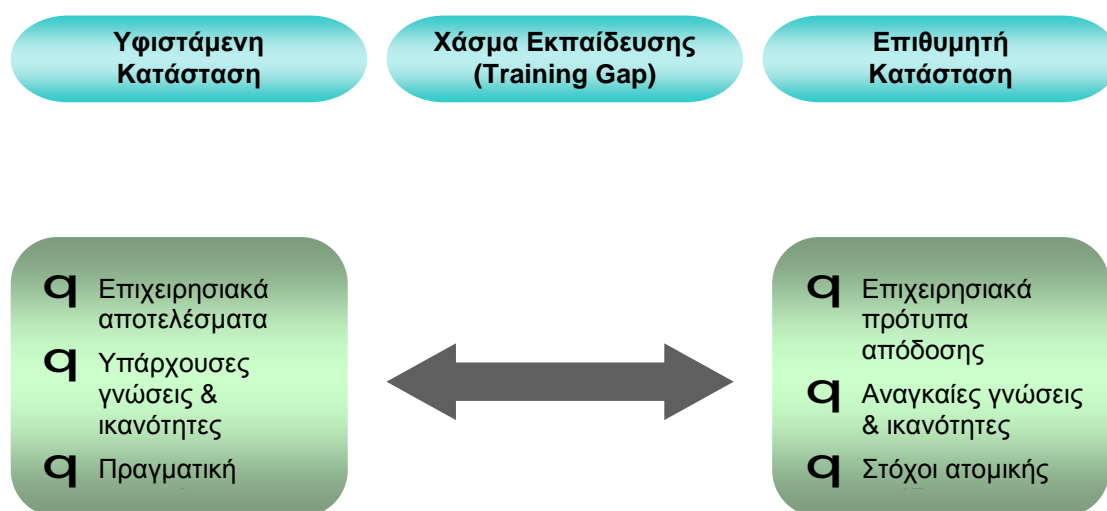 Υφιστάμενη
Κατάσταση
Χάσμα Εκπαίδευσης
(Training Gap)
Επιθυμητή
Κατάσταση
q Επιχειρησιακά
αποτελέσματα
q Υπάρχουσες
γνώσεις &
ικανότητες
q Πραγματική
q Επιχειρησιακά
πρότυπα
απόδοσης
q Αναγκαίες γνώσεις
& ικανότητες
q Στόχοι ατομικής